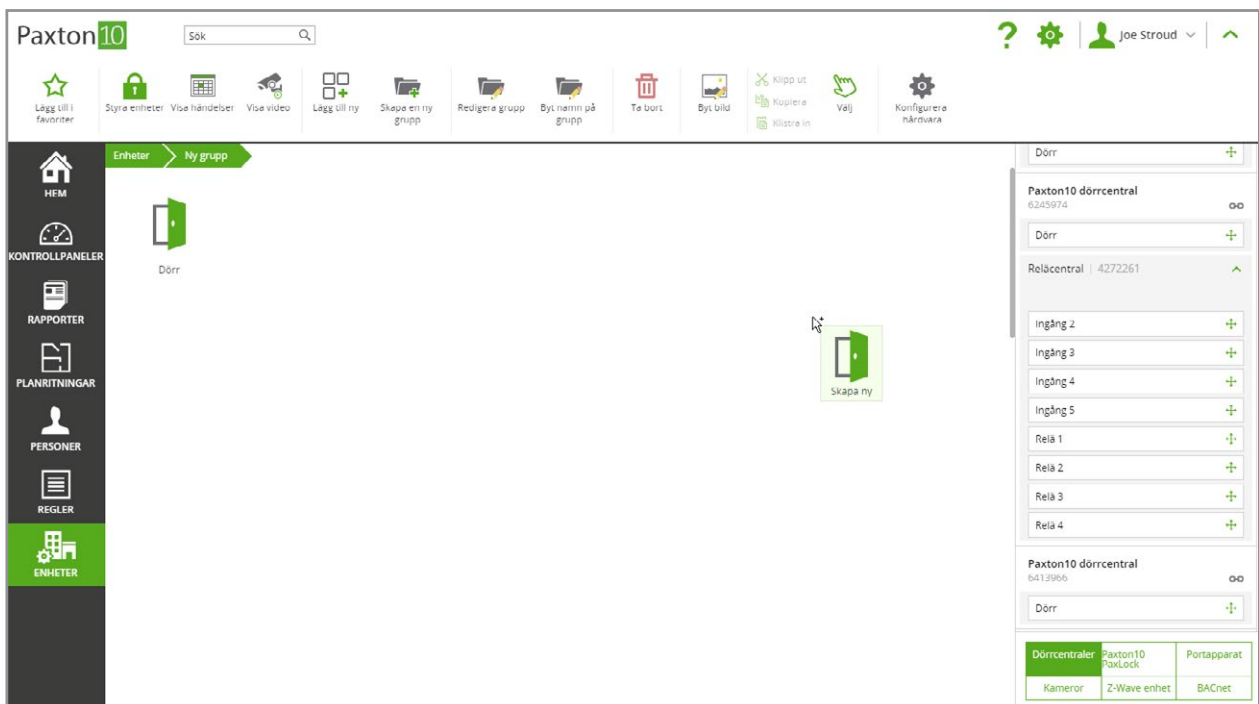 Paxton10
Sök
Joe Stroud
Lägg till i favoriter
Styra enheter
Visa händelser
Visa video
Lägg till ny
Skapa en ny grupp
Redigera grupp
Byt namn på grupp
Ta bort
Byt bild
Klipp ut
Kopiera
Klistra in
Välj
Konfigurera hårdvara
HEM
KONTROLLPANELER
RAPPORTER
PLANRITNINGAR
PERSONER
REGLER
ENHETER
Enheter
Ny grupp
Dörr
Skapa ny
Dörr
Paxton10 dörrcentral
6245974
Dörr
Reläcentral | 4272261
Ingång 2
Ingång 3
Ingång 4
Ingång 5
Relä 1
Relä 2
Relä 3
Relä 4
Paxton10 dörrcentral
6413966
Dörr
Dörrcentraler
Paxton10 PaxLock
Portapparat
Kameror
Z-Wave enhet
BACnet